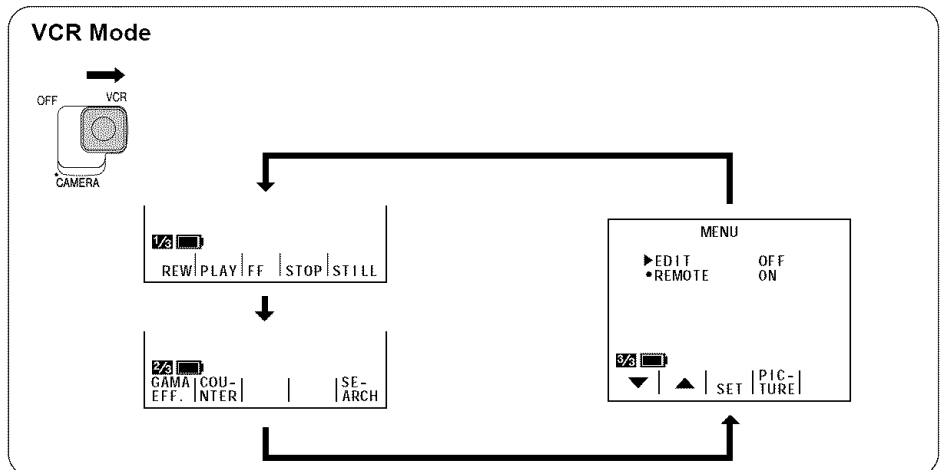 VCR Mode
OFF VCR
CAMERA
1/3
REW PLAY FF STOP STILL
2/3
GAMA COU- SE-
EFF. NTER ARCH
MENU
▶EDIT OFF
•REMOTE ON
3/3
▼ ▲ SET PIC-
TURE